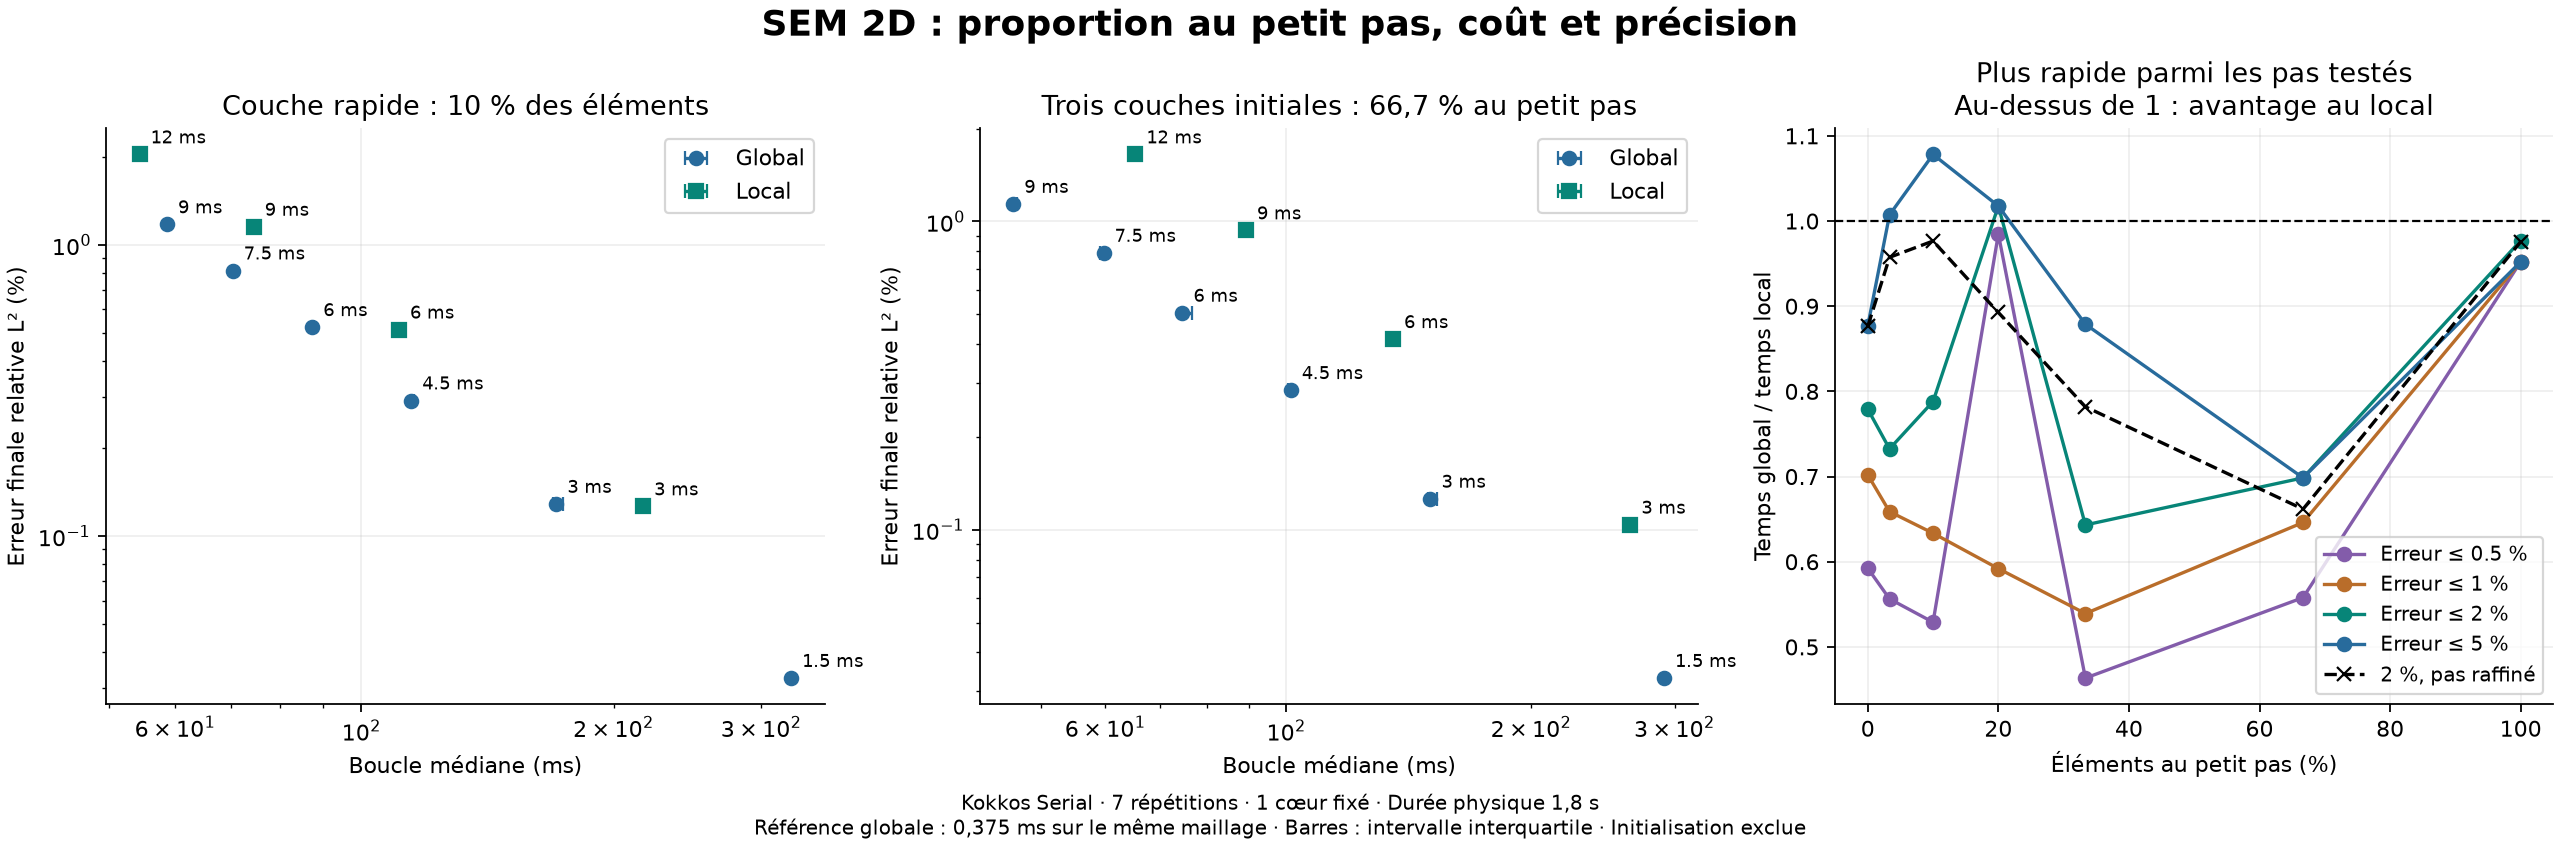 SEM 2D : proportion au petit pas, coût et précision
Couche rapide : 10 % des éléments
Erreur finale relative L² (%)
10⁰
10⁻¹
12 ms
9 ms
9 ms
7.5 ms
6 ms
6 ms
4.5 ms
3 ms
3 ms
1.5 ms
Global
Local
6 × 10¹
10²
2 × 10²
3 × 10²
Boucle médiane (ms)
Trois couches initiales : 66,7 % au petit pas
Erreur finale relative L² (%)
10⁰
10⁻¹
12 ms
9 ms
9 ms
7.5 ms
6 ms
6 ms
4.5 ms
3 ms
3 ms
1.5 ms
Global
Local
6 × 10¹
10²
2 × 10²
3 × 10²
Boucle médiane (ms)
Plus rapide parmi les pas testés
Au-dessus de 1 : avantage au local
Temps global / temps local
1.1
1.0
0.9
0.8
0.7
0.6
0.5
Erreur ≤ 0.5 %
Erreur ≤ 1 %
Erreur ≤ 2 %
Erreur ≤ 5 %
2 %, pas raffiné
0
20
40
60
80
100
Éléments au petit pas (%)
Kokkos Serial · 7 répétitions · 1 cœur fixé · Durée physique 1,8 s
Référence globale : 0,375 ms sur le même maillage · Barres : intervalle interquartile · Initialisation exclue